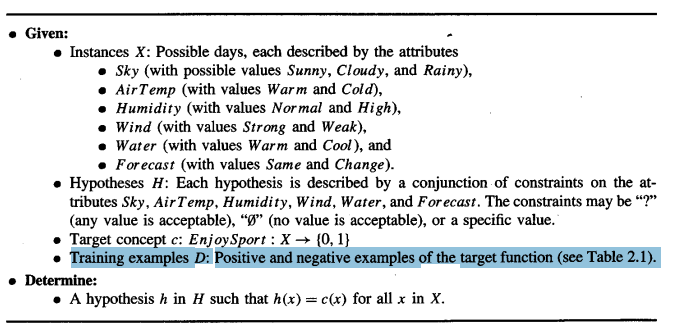 • Given:
• Instances X: Possible days, each described by the attributes
• Sky (with possible values Sunny, Cloudy, and Rainy),
• AirTemp (with values Warm and Cold),
• Humidity (with values Normal and High),
• Wind (with values Strong and Weak),
• Water (with values Warm and Cool), and
• Forecast (with values Same and Change).
• Hypotheses H: Each hypothesis is described by a conjunction of constraints on the at-
tributes Sky, AirTemp, Humidity, Wind, Water, and Forecast. The constraints may be “?”
(any value is acceptable), “Ø” (no value is acceptable), or a specific value.
• Target concept c: EnjoySport : X → {0, 1}
• Training examples D: Positive and negative examples of the target function (see Table 2.1).
• Determine:
• A hypothesis h in H such that h(x) = c(x) for all x in X.